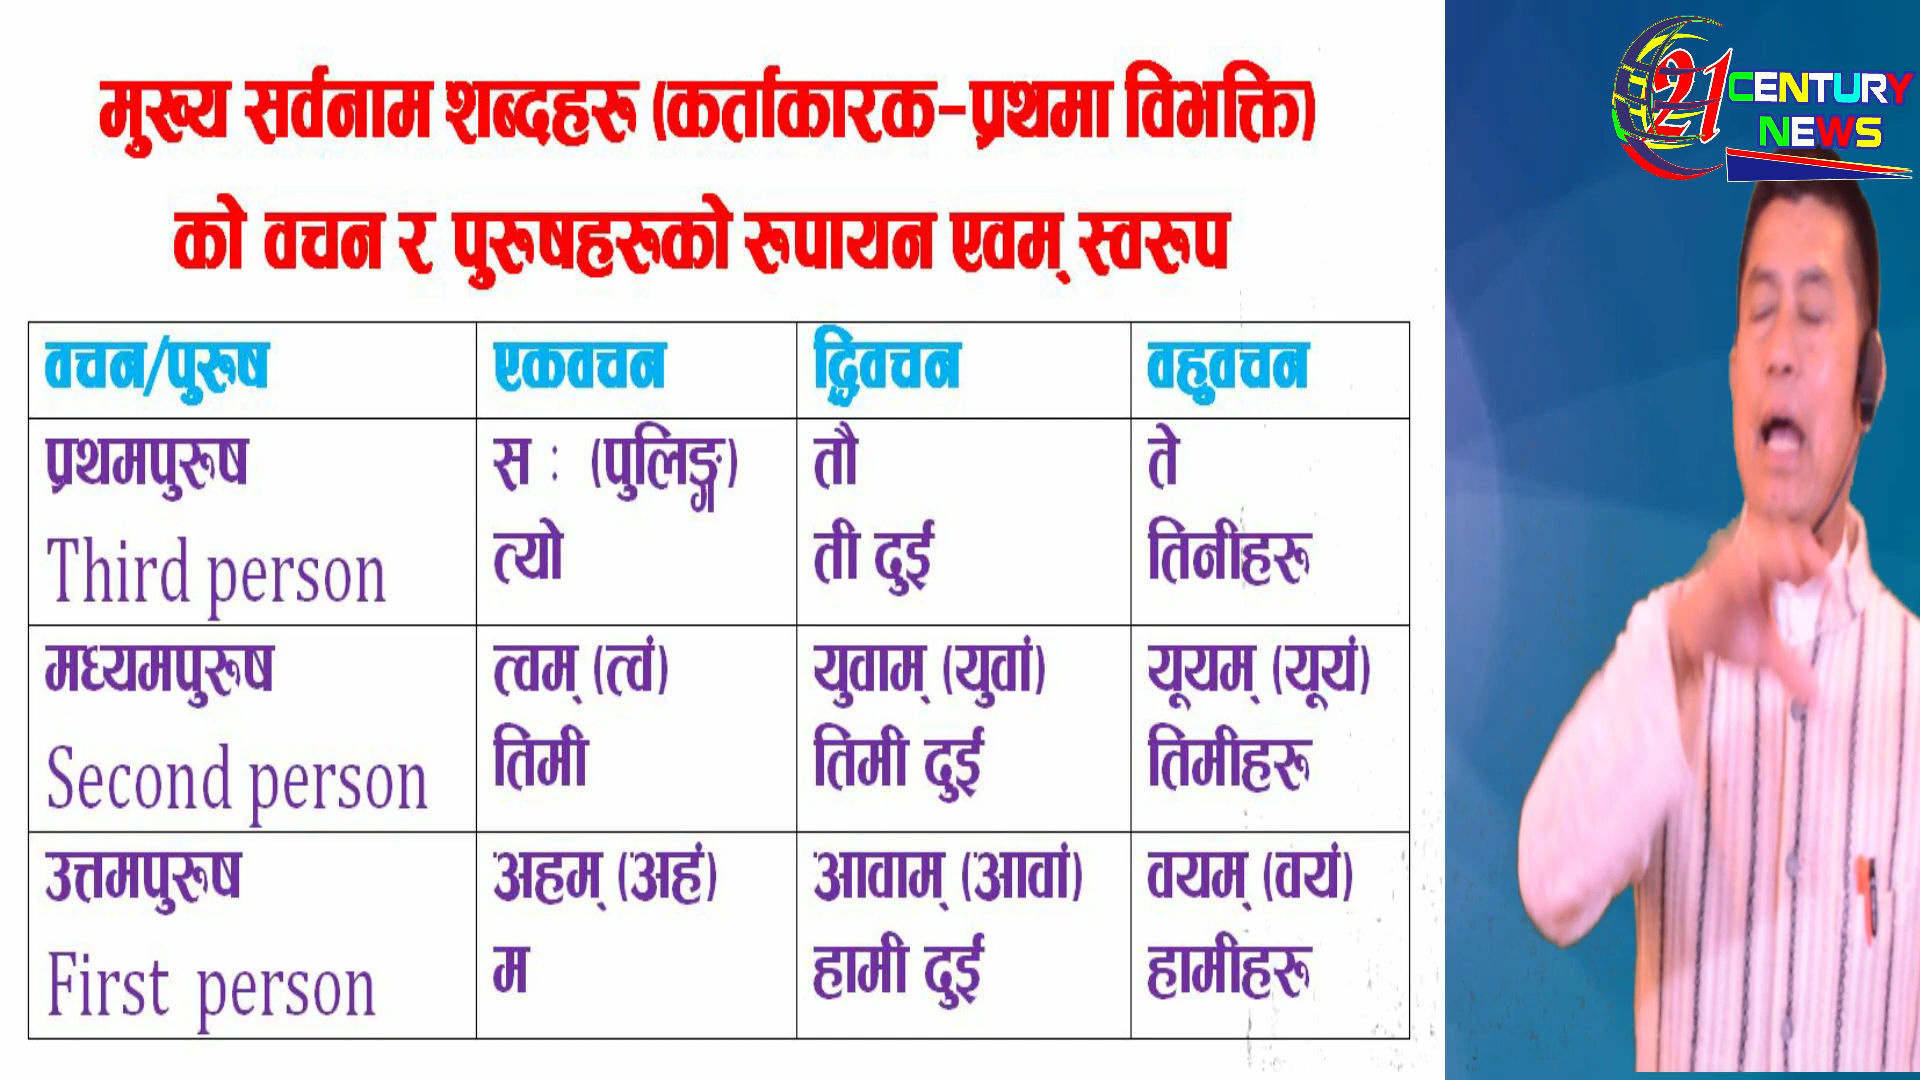 मुख्य सर्वनाम शब्दहरु (कर्ताकारक-प्रथमा विभक्ति)
को वचन र पुरूषहरुको रुपायन एवम् स्वरूप
वचन/पुरूष एकवचन द्विवचन वहुवचन
प्रथमपुरूष स : (पुलिङ्ग) तौ ते
Third person त्यो ती दुई तिनीहरू
मध्यमपुरूष त्वम् (त्वं) युवाम् (युवां) यूयम् (यूयं)
Second person तिमी तिमी दुई तिमीहरू
उत्तमपुरूष अहम् (अहं) आवाम् (आवां) वयम् (वयं)
First person म हामी दुई हामीहरू
21 CENTURY
NEWS